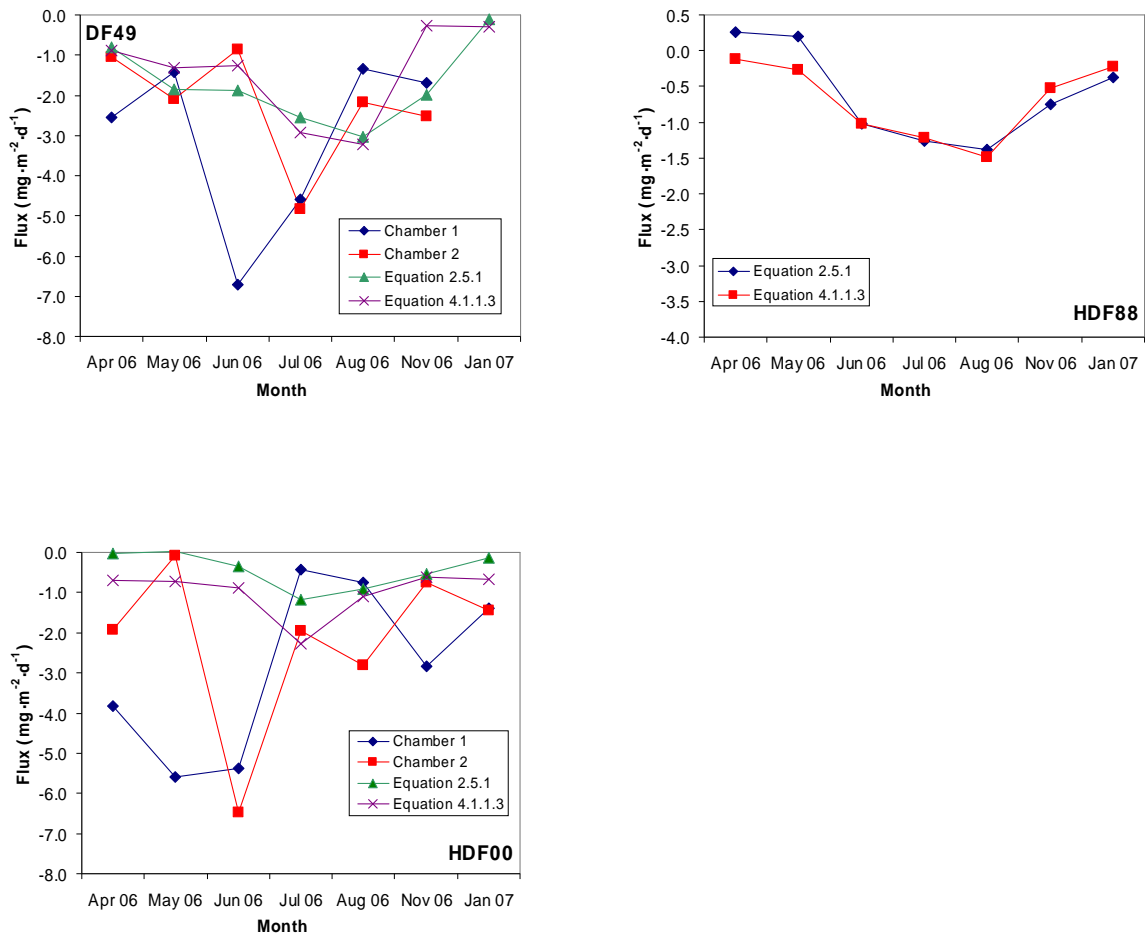 DF49
0.0
-1.0
-2.0
-3.0
-4.0
-5.0
-6.0
-7.0
-8.0
Flux (mg·m-2·d-1)
Chamber 1
Chamber 2
Equation 2.5.1
Equation 4.1.1.3
Apr 06 May 06 Jun 06 Jul 06 Aug 06 Nov 06 Jan 07
Month
0.5
0.0
-0.5
-1.0
-1.5
-2.0
-2.5
-3.0
-3.5
-4.0
Flux (mg·m-2·d-1)
Equation 2.5.1
Equation 4.1.1.3
HDF88
Apr 06 May 06 Jun 06 Jul 06 Aug 06 Nov 06 Jan 07
Month
0.0
-1.0
-2.0
-3.0
-4.0
-5.0
-6.0
-7.0
-8.0
Flux (mg·m-2·d-1)
Chamber 1
Chamber 2
Equation 2.5.1
Equation 4.1.1.3
HDF00
Apr 06 May 06 Jun 06 Jul 06 Aug 06 Nov 06 Jan 07
Month